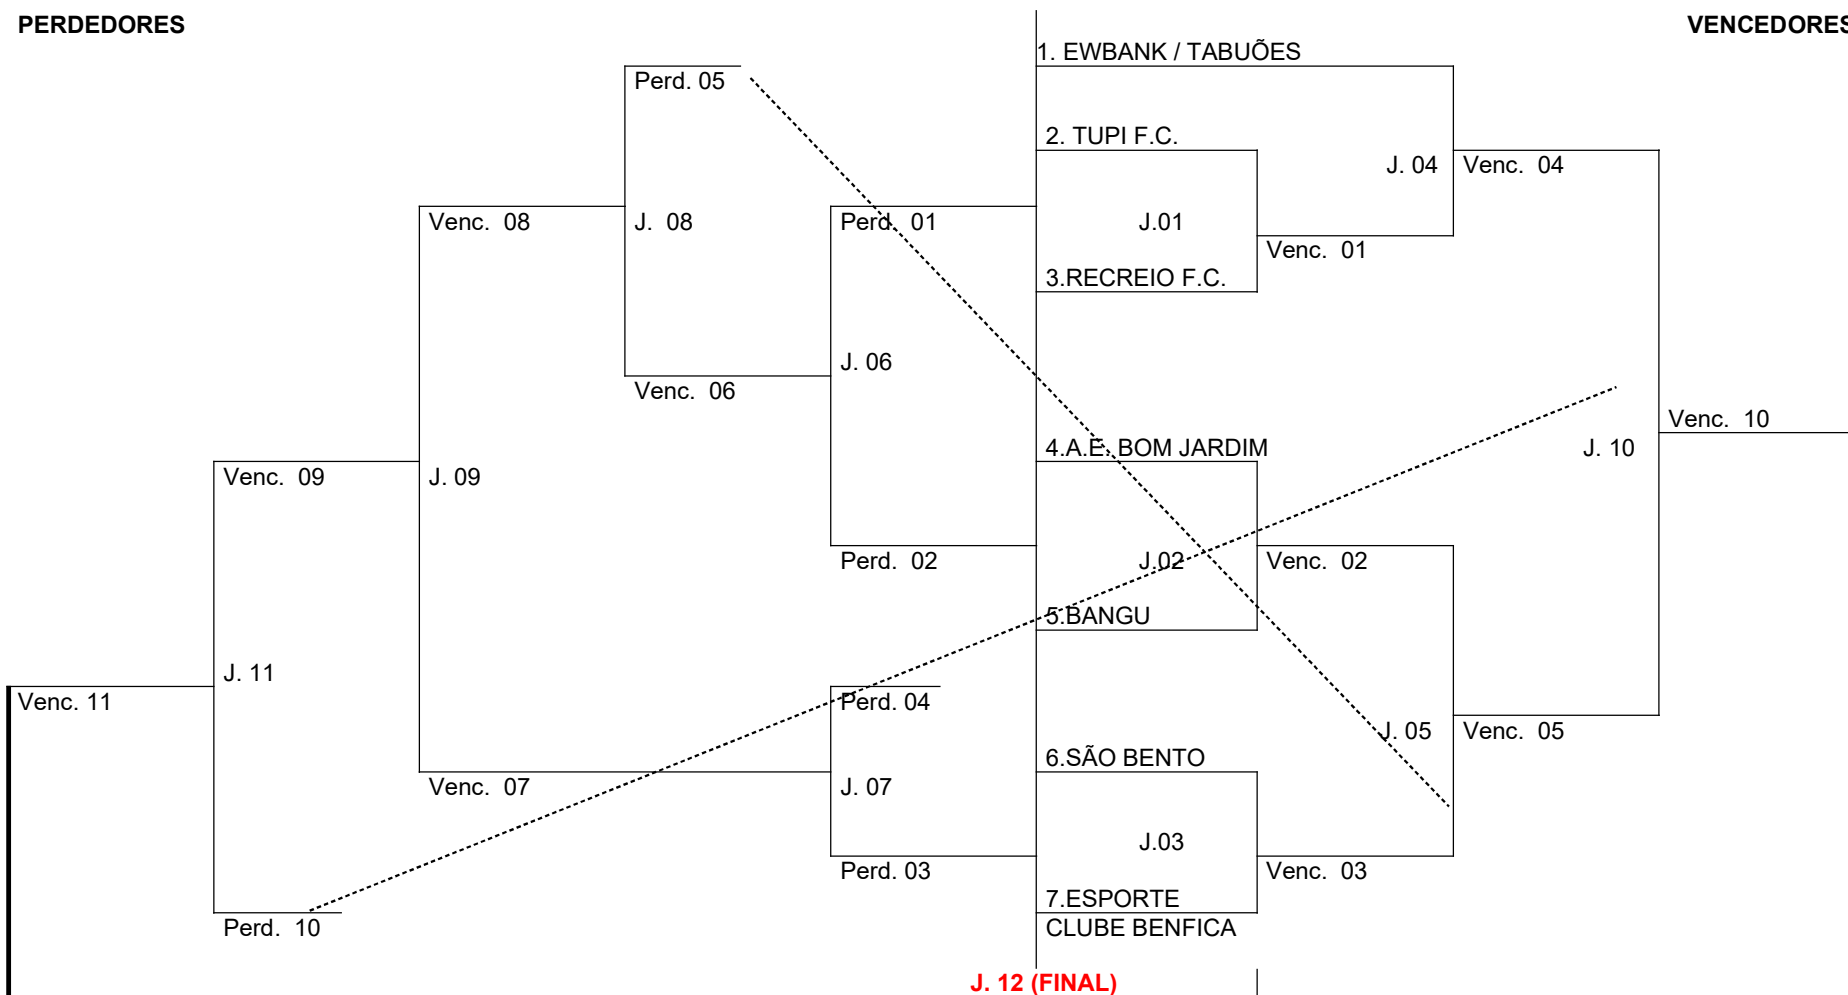 PERDEDORES
VENCEDORES
1. EWBANK / TABUÕES
Perd. 05
2. TUPI F.C.
J. 04
Venc. 04
Venc. 08
J. 08
Perd. 01
J.01
Venc. 01
3.RECREIO F.C.
J. 06
Venc. 06
Venc. 10
4.A.E. BOM JARDIM
J. 10
Venc. 09
J. 09
Perd. 02
J.02
Venc. 02
5.BANGU
J. 11
Venc. 11
Perd. 04
J. 05
Venc. 05
6.SÃO BENTO
Venc. 07
J. 07
J.03
Perd. 03
Venc. 03
7.ESPORTE
CLUBE BENFICA
Perd. 10
J. 12 (FINAL)